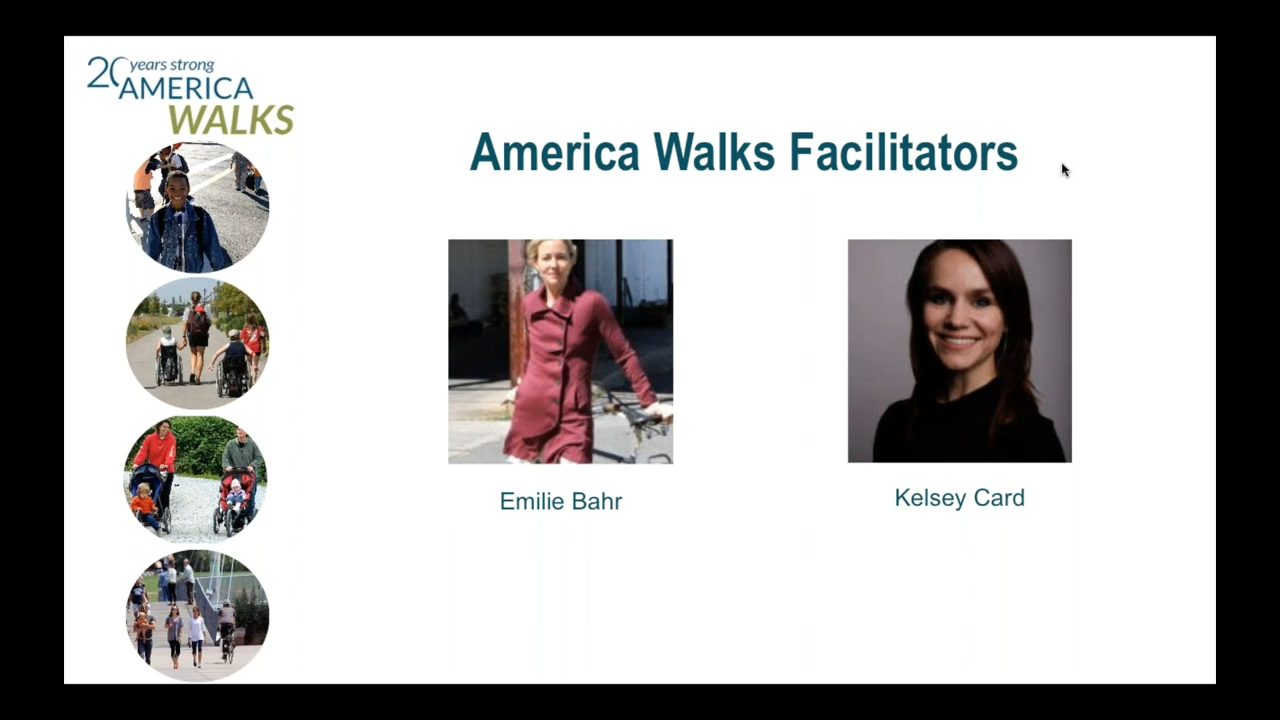 20 years strong
AMERICA
WALKS
America Walks Facilitators
Emilie Bahr
Kelsey Card